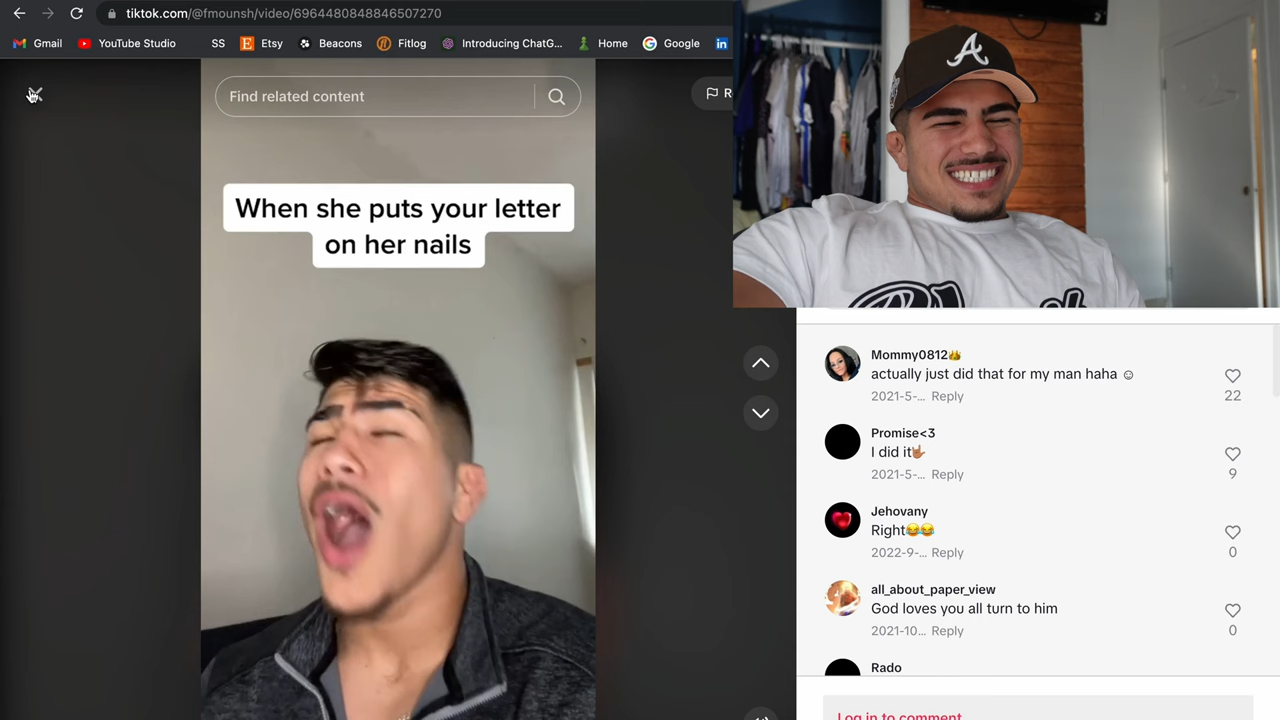 tiktok.com/@fmounsh/video/6964480848846507270
Gmail YouTube Studio SS Etsy Beacons Fitlog Introducing ChatG... Home Google in
Find related content
R
A
When she puts your letter
on her nails
Mommy0812👑
actually just did that for my man haha ☺
22
2021-5-... Reply
Promise<3
I did it🤟🏽
9
2021-5-... Reply
Jehovany
Right😂😂
2022-9-... Reply
0
all_about_paper_view
God loves you all turn to him
2021-10... Reply
0
Rado
Log in to comment